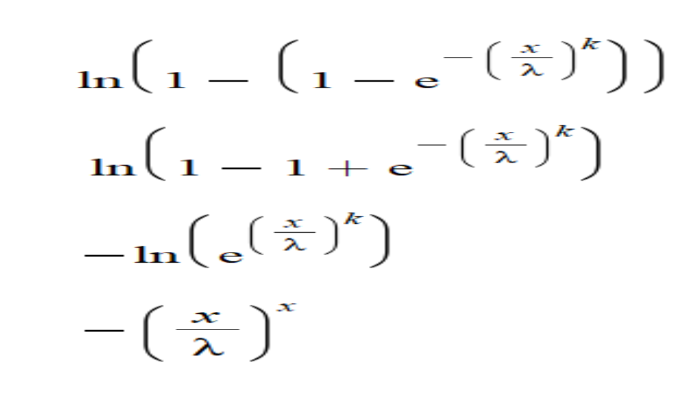 ln(1 − (1 − e^−(x/λ)^k))
ln(1 − 1 + e^−(x/λ)^k)
−ln(e^(x/λ)^k)
−(x/λ)^x